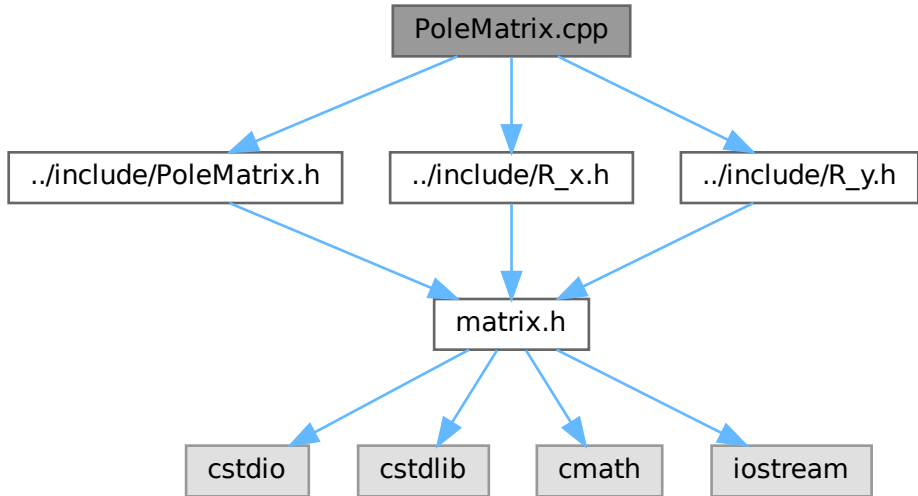 PoleMatrix.cpp
../include/PoleMatrix.h
../include/R_x.h
../include/R_y.h
matrix.h
cstdio
cstdlib
cmath
iostream